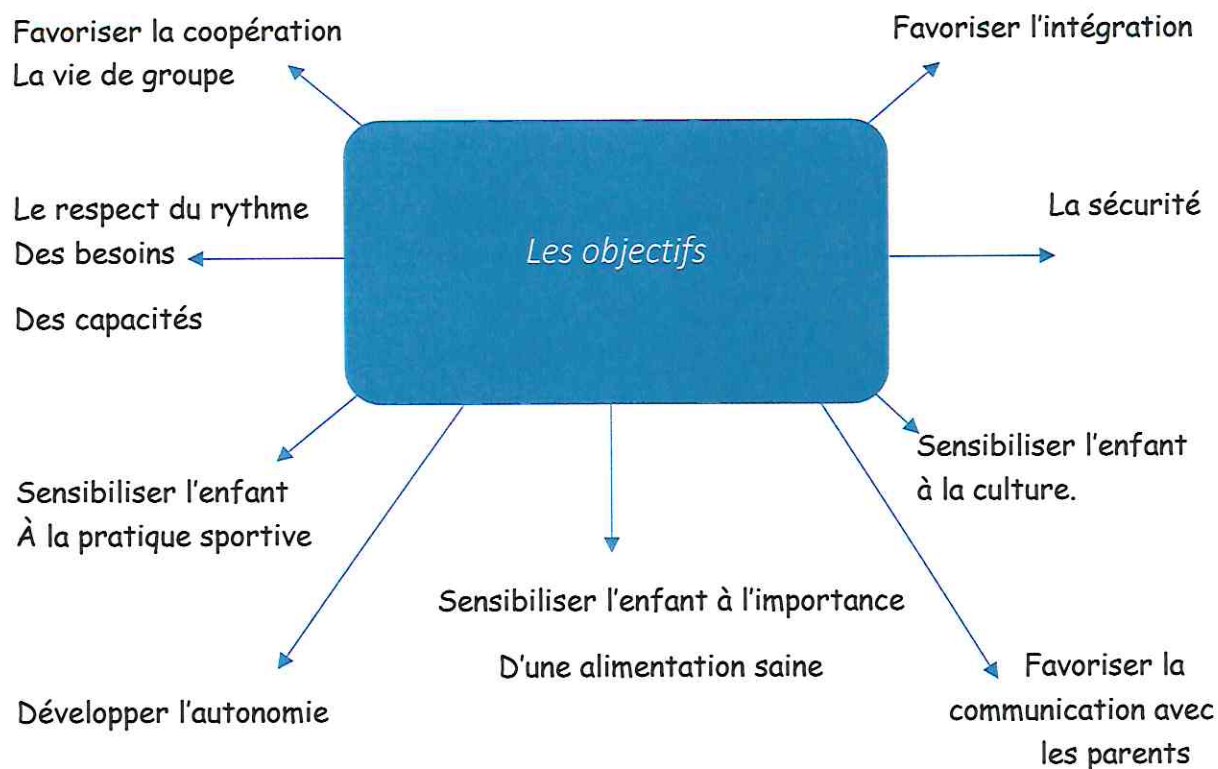 Favoriser la coopération
La vie de groupe
Favoriser l'intégration
Le respect du rythme
Des besoins
Des capacités
La sécurité
Les objectifs
Sensibiliser l'enfant
À la pratique sportive
Sensibiliser l'enfant
à la culture.
Sensibiliser l'enfant à l'importance
D'une alimentation saine
Développer l'autonomie
Favoriser la
communication avec
les parents